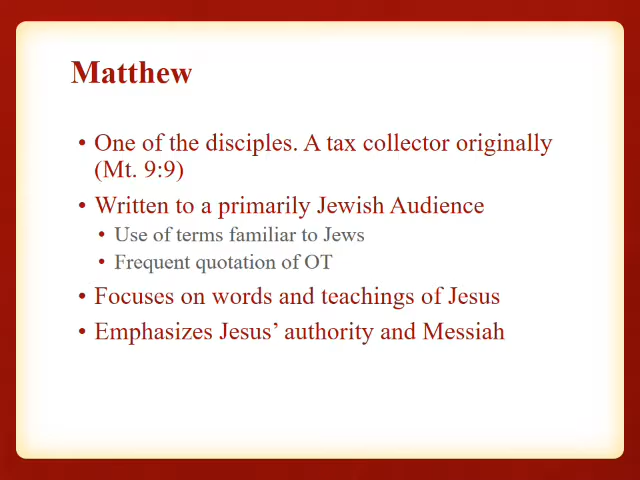 Matthew
• One of the disciples. A tax collector originally
(Mt. 9:9)
• Written to a primarily Jewish Audience
• Use of terms familiar to Jews
• Frequent quotation of OT
• Focuses on words and teachings of Jesus
• Emphasizes Jesus’ authority and Messiah